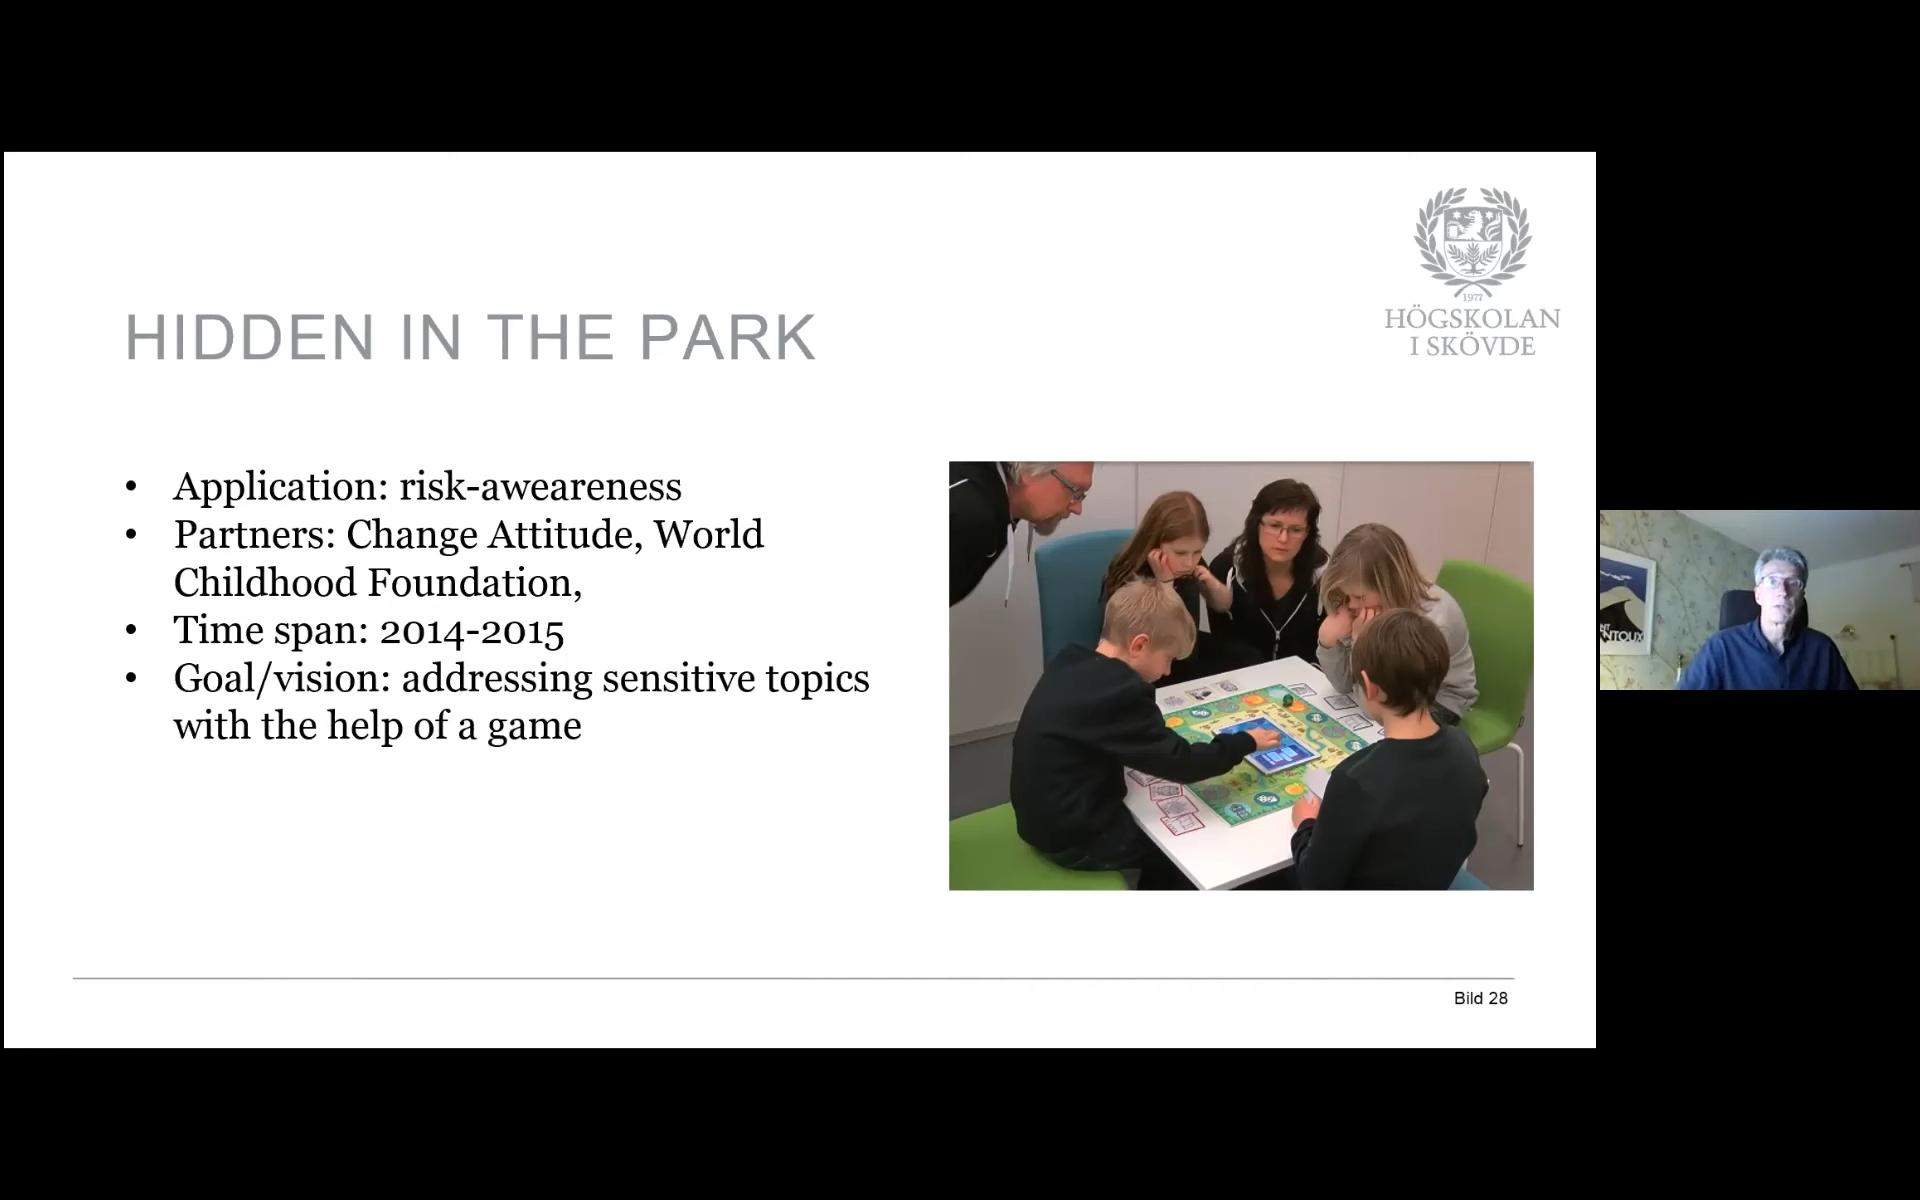 1977
HÖGSKOLAN
I SKÖVDE
HIDDEN IN THE PARK
• Application: risk-aweareness
• Partners: Change Attitude, World
Childhood Foundation,
• Time span: 2014-2015
• Goal/vision: addressing sensitive topics
with the help of a game
Bild 28